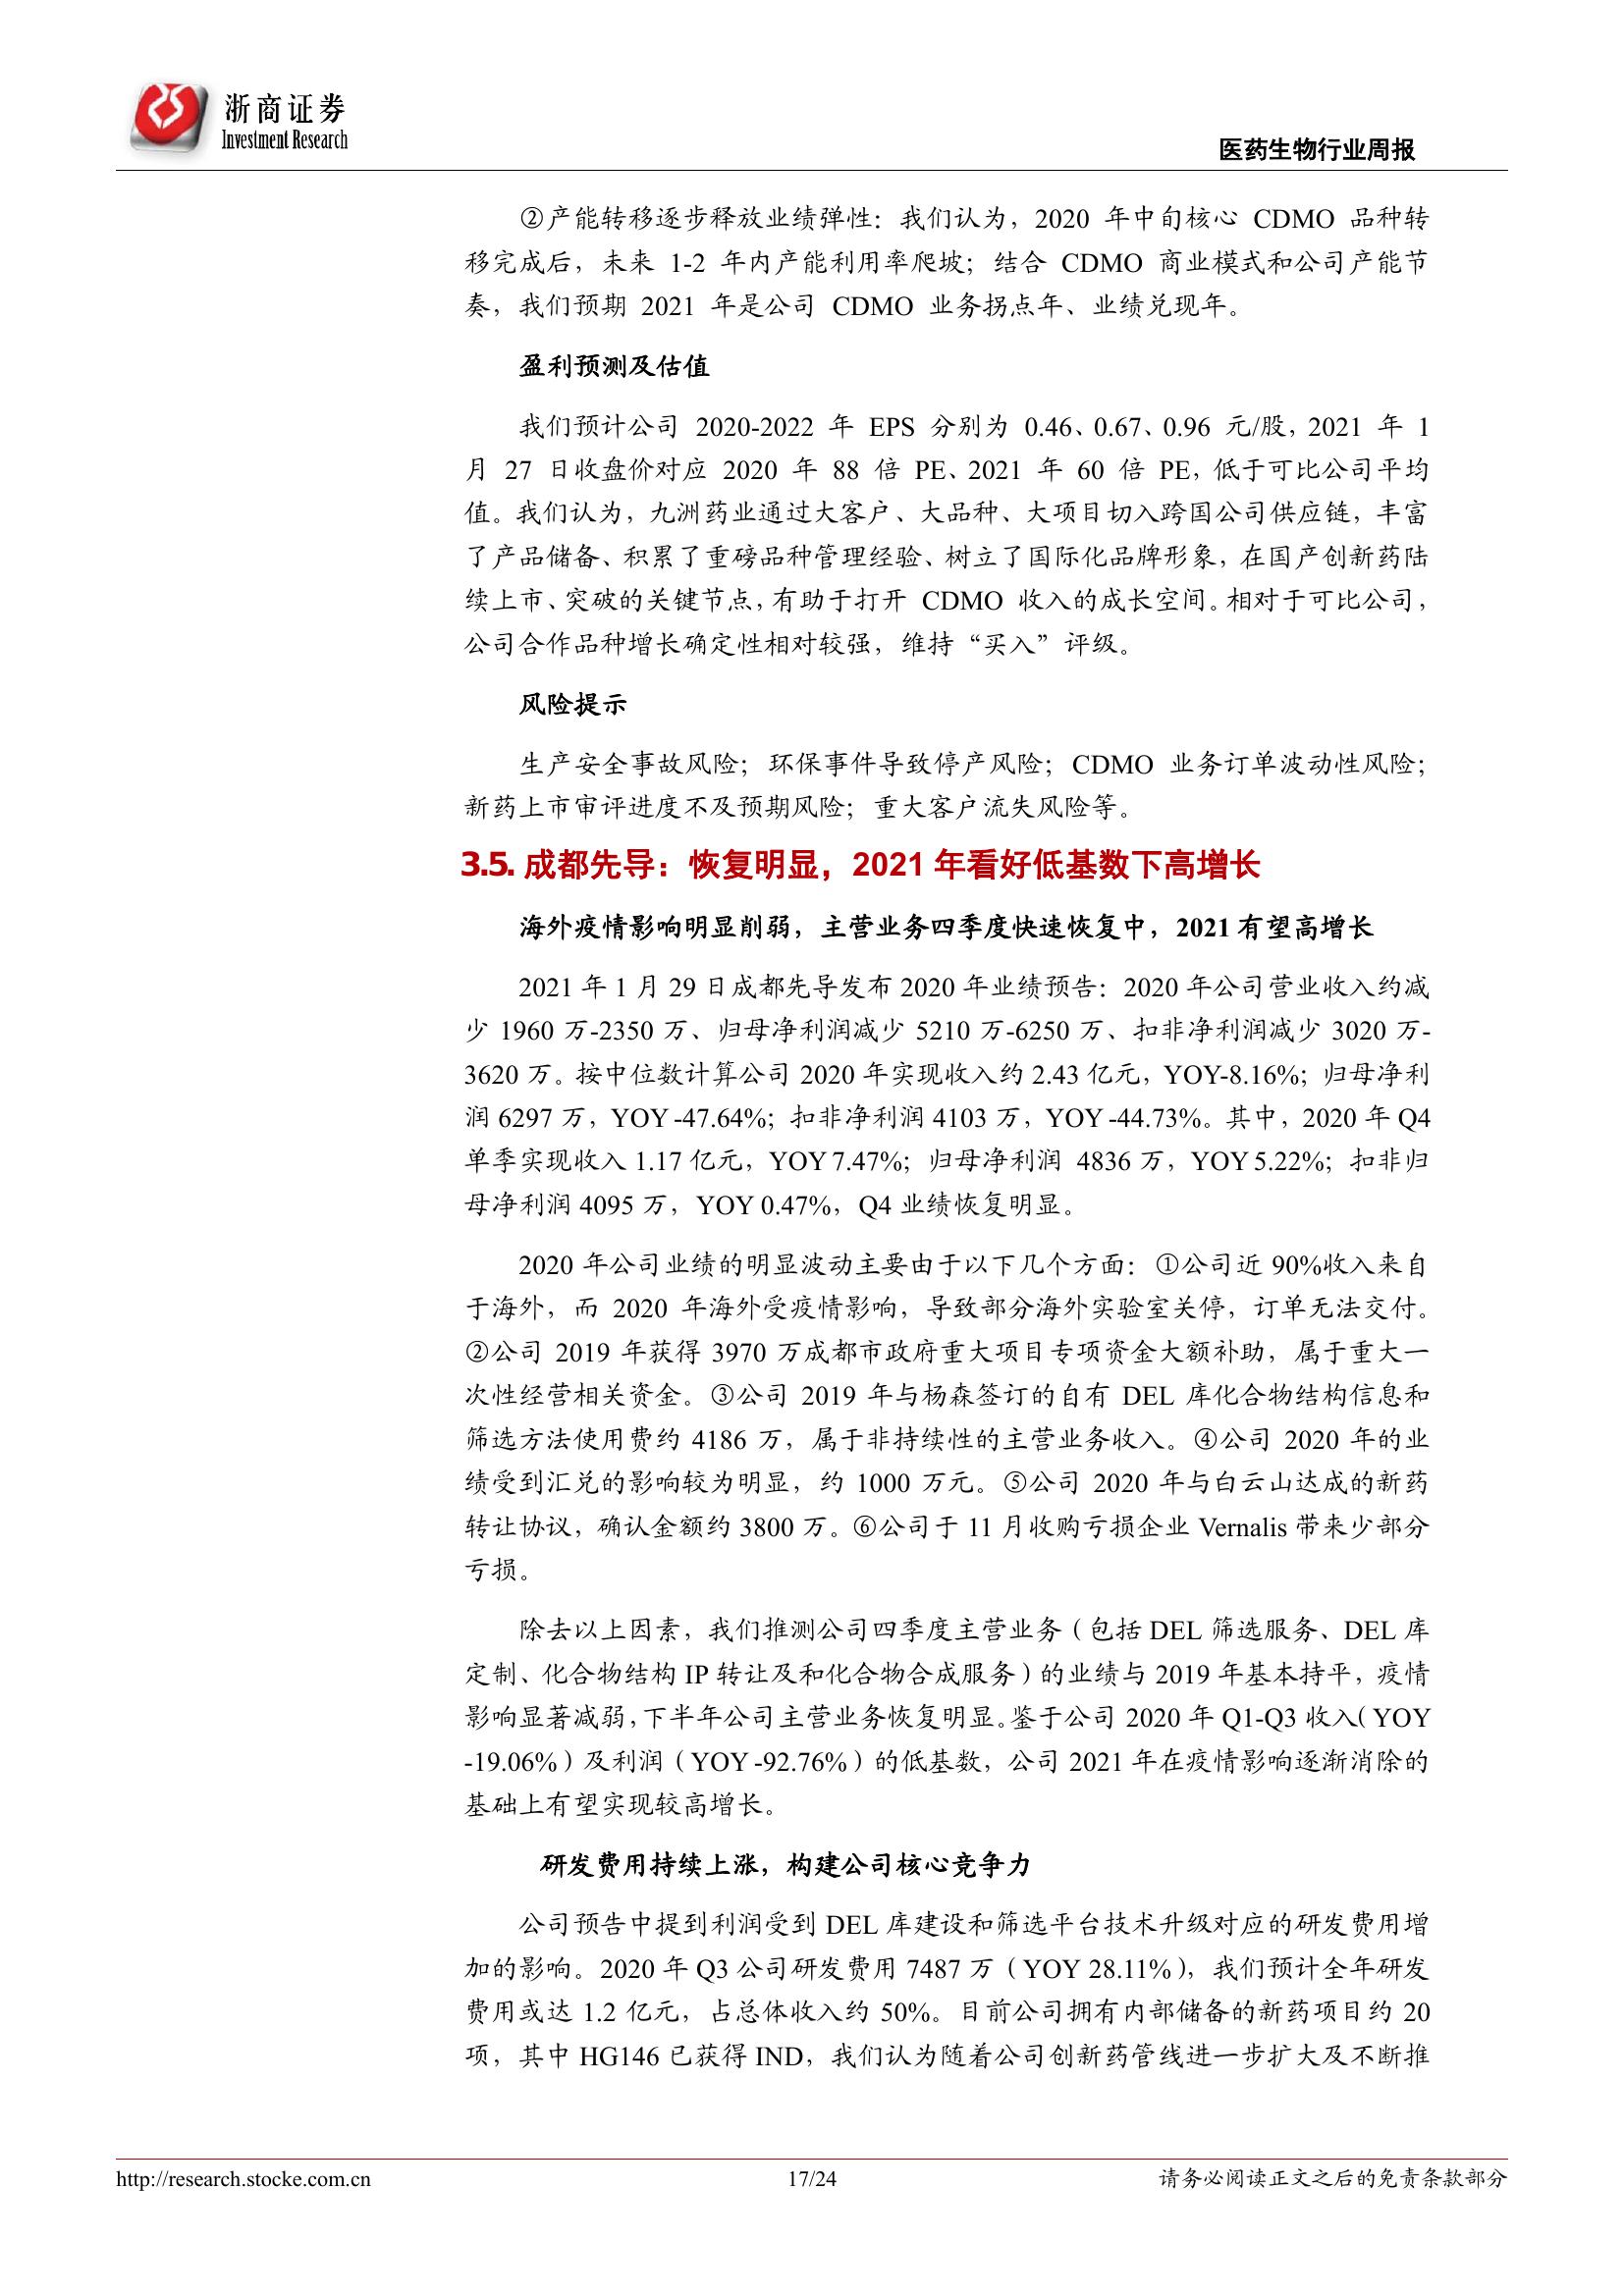 浙商证券
Investment Research
医药生物行业周报
②产能转移逐步释放业绩弹性：我们认为，2020 年中旬核心 CDMO 品种转
移完成后，未来 1-2 年内产能利用率爬坡；结合 CDMO 商业模式和公司产能节
奏，我们预期 2021 年是公司 CDMO 业务拐点年、业绩兑现年。
盈利预测及估值
我们预计公司 2020-2022 年 EPS 分别为 0.46、0.67、0.96 元/股，2021 年 1
月 27 日收盘价对应 2020 年 88 倍 PE、2021 年 60 倍 PE，低于可比公司平均
值。我们认为，九洲药业通过大客户、大品种、大项目切入跨国公司供应链，丰富
了产品储备、积累了重磅品种管理经验、树立了国际化品牌形象，在国产创新药陆
续上市、突破的关键节点，有助于打开 CDMO 收入的成长空间。相对于可比公司，
公司合作品种增长确定性相对较强，维持“买入”评级。
风险提示
生产安全事故风险；环保事件导致停产风险；CDMO 业务订单波动性风险；
新药上市审评进度不及预期风险；重大客户流失风险等。
3.5. 成都先导：恢复明显，2021 年看好低基数下高增长
海外疫情影响明显削弱，主营业务四季度快速恢复中，2021 有望高增长
2021 年 1 月 29 日成都先导发布 2020 年业绩预告：2020 年公司营业收入约减
少 1960 万-2350 万、归母净利润减少 5210 万-6250 万、扣非净利润减少 3020 万-
3620 万。按中位数计算公司 2020 年实现收入约 2.43 亿元，YOY-8.16%；归母净利
润 6297 万，YOY -47.64%；扣非净利润 4103 万，YOY -44.73%。其中，2020 年 Q4
单季实现收入 1.17 亿元，YOY 7.47%；归母净利润 4836 万，YOY 5.22%；扣非归
母净利润 4095 万，YOY 0.47%，Q4 业绩恢复明显。
2020 年公司业绩的明显波动主要由于以下几个方面：①公司近 90%收入来自
于海外，而 2020 年海外受疫情影响，导致部分海外实验室关停，订单无法交付。
②公司 2019 年获得 3970 万成都市政府重大项目专项资金大额补助，属于重大一
次性经营相关资金。③公司 2019 年与杨森签订的自有 DEL 库化合物结构信息和
筛选方法使用费约 4186 万，属于非持续性的主营业务收入。④公司 2020 年的业
绩受到汇兑的影响较为明显，约 1000 万元。⑤公司 2020 年与白云山达成的新药
转让协议，确认金额约 3800 万。⑥公司于 11 月收购亏损企业 Vernalis 带来少部分
亏损。
除去以上因素，我们推测公司四季度主营业务（包括 DEL 筛选服务、DEL 库
定制、化合物结构 IP 转让及和化合物合成服务）的业绩与 2019 年基本持平，疫情
影响显著减弱，下半年公司主营业务恢复明显。鉴于公司 2020 年 Q1-Q3 收入（YOY
-19.06%）及利润（YOY -92.76%）的低基数，公司 2021 年在疫情影响逐渐消除的
基础上有望实现较高增长。
研发费用持续上涨，构建公司核心竞争力
公司预告中提到利润受到 DEL 库建设和筛选平台技术升级对应的研发费用增
加的影响。2020 年 Q3 公司研发费用 7487 万（YOY 28.11%），我们预计全年研发
费用或达 1.2 亿元，占总体收入约 50%。目前公司拥有内部储备的新药项目约 20
项，其中 HG146 已获得 IND，我们认为随着公司创新药管线进一步扩大及不断推
http://research.stocke.com.cn
17/24
请务必阅读正文之后的免责条款部分